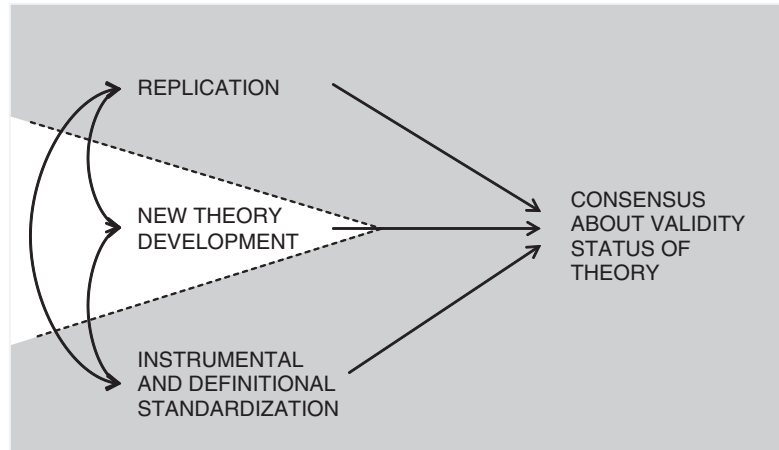 REPLICATION
NEW THEORY
DEVELOPMENT
INSTRUMENTAL
AND DEFINITIONAL
STANDARDIZATION
CONSENSUS
ABOUT VALIDITY
STATUS OF
THEORY